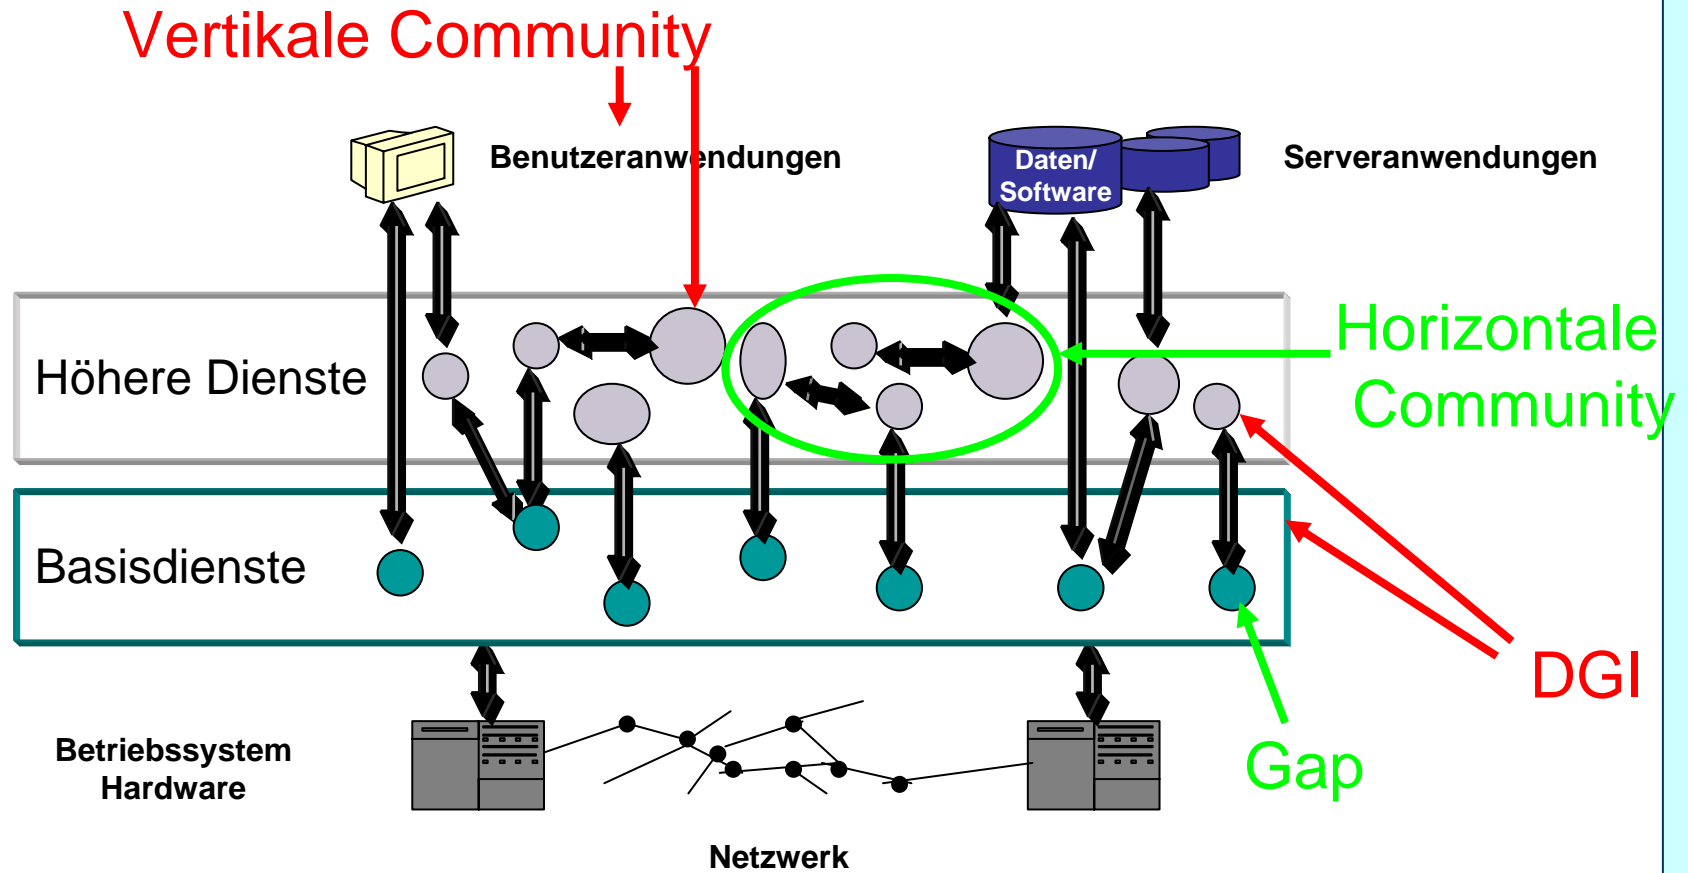 Vertikale Community
Benutzeranwendungen
Daten/
Software
Serveranwendungen
Höhere Dienste
Horizontale
Community
Basisdienste
DGI
Gap
Betriebssystem
Hardware
Netzwerk